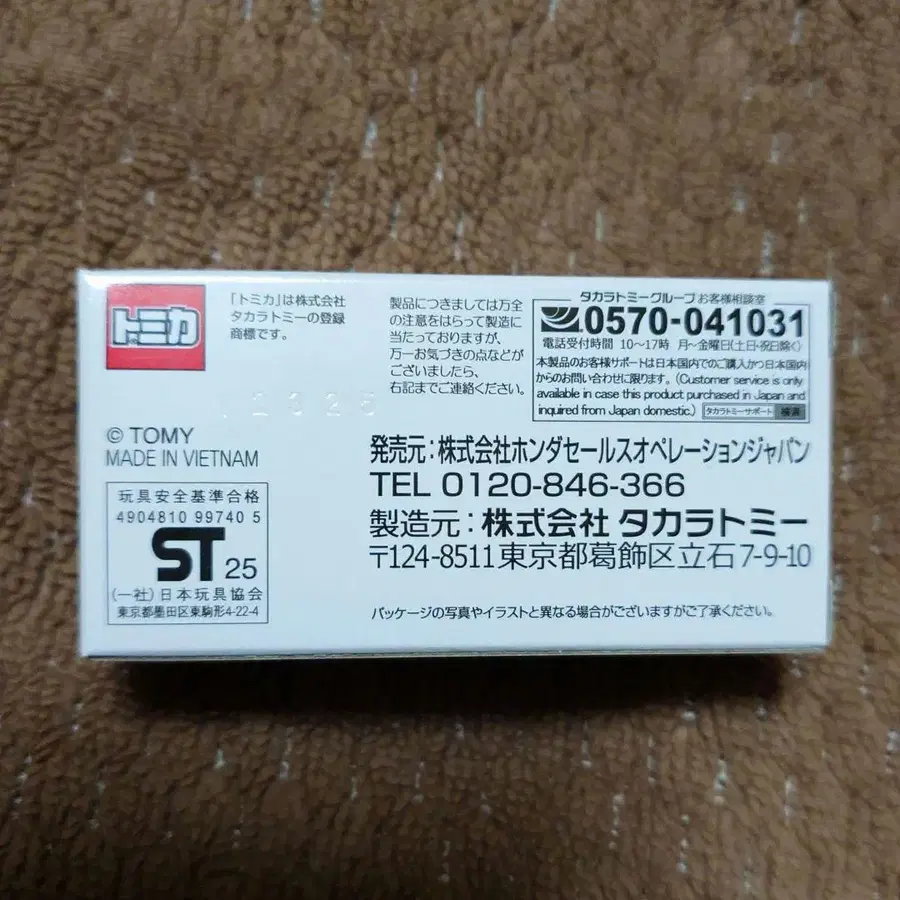 トミカ
「トミカ」は株式会社
タカラトミーの登録
商標です。
製品につきましては万全
の注意をはらって製造に
当たっておりますが、
万一お気づきの点などが
ございましたら、
右記までご連絡ください。
タカラトミーグループお客様相談室
0570-041031
電話受付時間 10〜17時 月〜金曜日(土日・祝日除く)
本製品のお客様サポートは日本国内でのご購入かつ日本国内
からのお問い合わせに限ります。(Customer service is only
available in case this product purchased in Japan and
inquired from Japan domestic.) タカラトミーサポート 検索
© TOMY
MADE IN VIETNAM
発売元:株式会社ホンダセールスオペレーションジャパン
TEL 0120-846-366
製造元:株式会社 タカラトミー
〒124-8511 東京都葛飾区立石7-9-10
玩具安全基準合格
4904810 99740 5
ST 25
(一社)日本玩具協会
東京都墨田区東駒形4-22-4
パッケージの写真やイラストと異なる場合がございますがご了承ください。